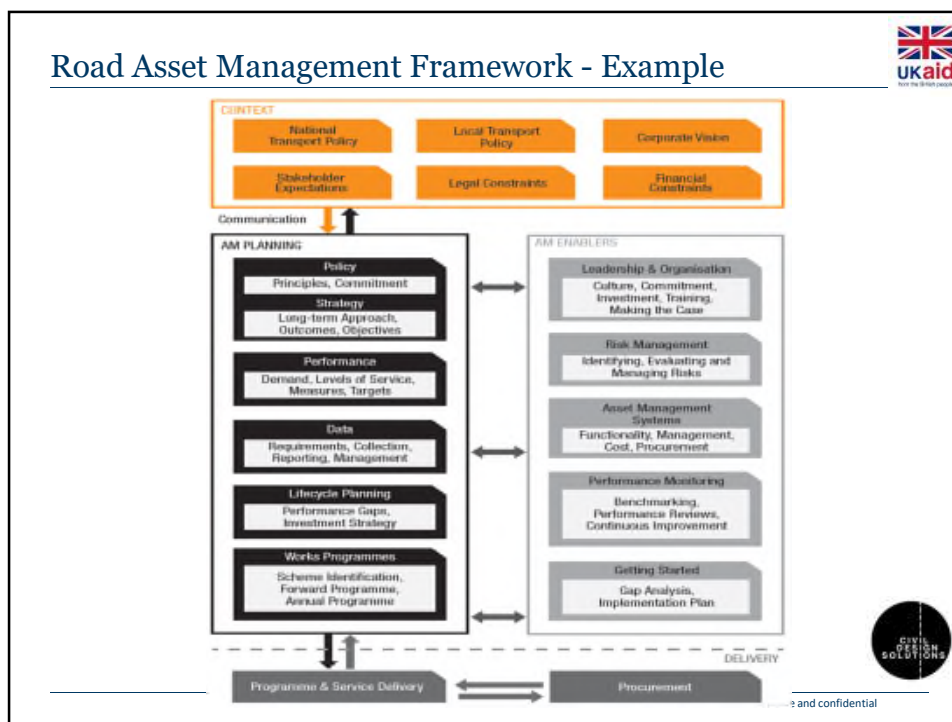 Road Asset Management Framework - Example
UKaid
from the British people
CONTEXT
National
Transport Policy
Local Transport
Policy
Corporate Vision
Stakeholder
Expectations
Legal Constraints
Financial
Constraints
Communication
AM PLANNING
Policy
Principles, Commitment
Strategy
Long-term Approach,
Outcomes, Objectives
Performance
Demand, Levels of Service,
Measures, Targets
Data
Requirements, Collection,
Reporting, Management
Lifecycle Planning
Performance Gaps,
Investment Strategy
Works Programmes
Scheme Identification,
Forward Programme,
Annual Programme
AM ENABLERS
Leadership & Organisation
Culture, Commitment,
Investment, Training,
Making the Case
Risk Management
Identifying, Evaluating and
Managing Risks
Asset Management
Systems
Functionality, Management,
Cost, Procurement
Performance Monitoring
Benchmarking,
Performance Reviews,
Continuous Improvement
Getting Started
Gap Analysis,
Implementation Plan
DELIVERY
Programme & Service Delivery
Procurement
CIVIL
DESIGN
SOLUTIONS
and confidential